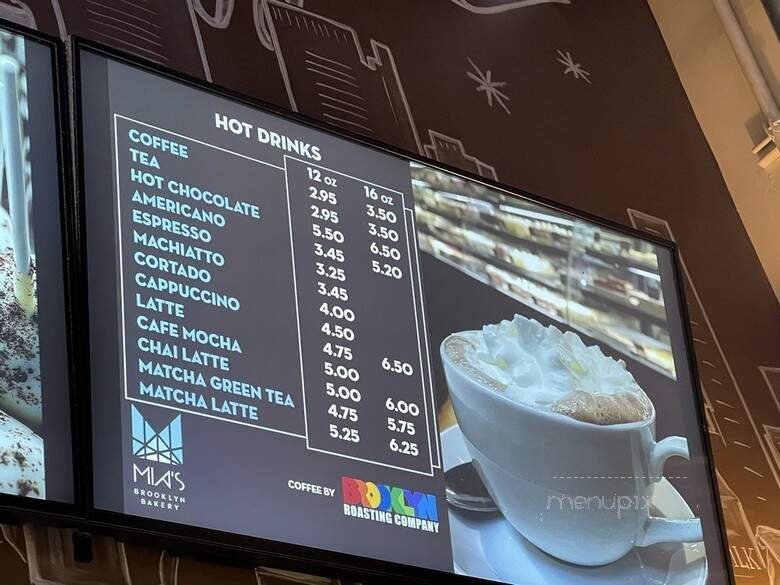 HOT DRINKS
12 OZ 16 OZ
COFFEE 2.95 3.50
TEA 2.95 3.50
HOT CHOCOLATE 5.50 6.50
AMERICANO 3.45 5.20
ESPRESSO 3.25
MACHIATTO 3.45
CORTADO 4.00
CAPPUCCINO 4.50
LATTE 4.75 6.50
CAFE MOCHA 5.00
CHAI LATTE 5.00 6.00
MATCHA GREEN TEA 4.75 5.75
MATCHA LATTE 5.25 6.25
MIA'S
BROOKLYN
BAKERY
COFFEE BY BROOKLYN
ROASTING COMPANY
menupix